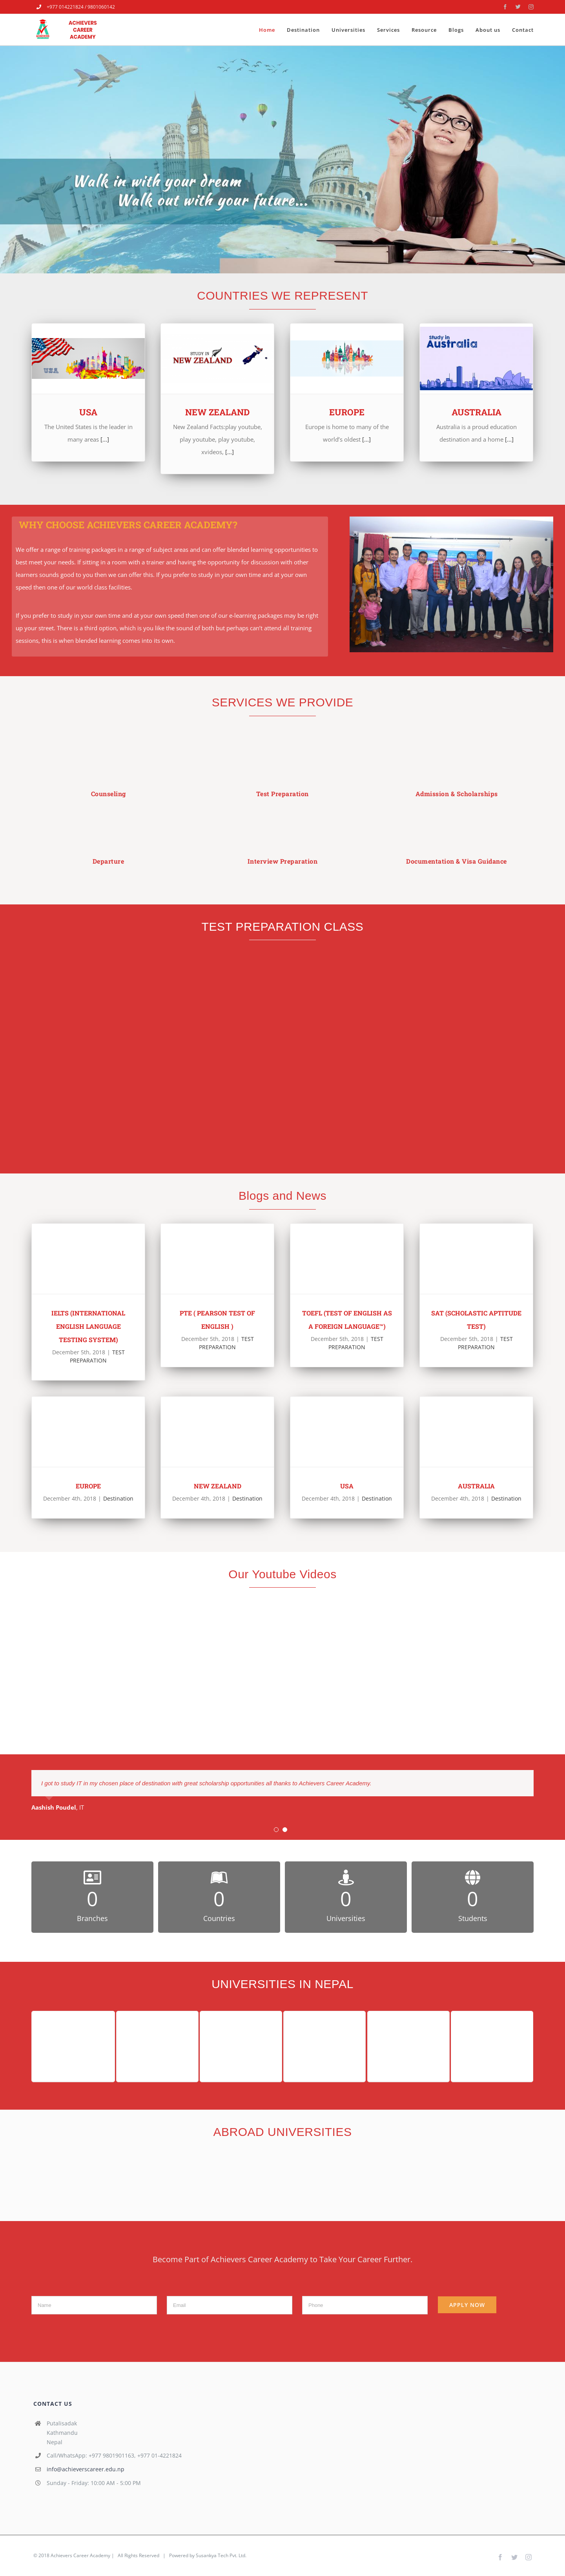 +977 014221824 / 9801060142
ACHIEVERS
CAREER
ACADEMY
Home Destination Universities Services Resource Blogs About us Contact
Walk in with your dream
Walk out with your future...
COUNTRIES WE REPRESENT
USA
STUDY IN
NEW ZEALAND
Study in
Australia
USA
The United States is the leader in
many areas [...]
NEW ZEALAND
New Zealand Facts:play youtube,
play youtube, play youtube,
xvideos, [...]
EUROPE
Europe is home to many of the
world's oldest [...]
AUSTRALIA
Australia is a proud education
destination and a home [...]
WHY CHOOSE ACHIEVERS CAREER ACADEMY?
We offer a range of training packages in a range of subject areas and can offer blended learning opportunities to
best meet your needs. If sitting in a room with a trainer and having the opportunity for discussion with other
learners sounds good to you then we can offer this. If you prefer to study in your own time and at your own
speed then one of our world class facilities.
If you prefer to study in your own time and at your own speed then one of our e-learning packages may be right
up your street. There is a third option, which is you like the sound of both but perhaps can't attend all training
sessions, this is when blended learning comes into its own.
SERVICES WE PROVIDE
Counseling
Test Preparation
Admission & Scholarships
Departure
Interview Preparation
Documentation & Visa Guidance
TEST PREPARATION CLASS
Blogs and News
IELTS (INTERNATIONAL
ENGLISH LANGUAGE
TESTING SYSTEM)
December 5th, 2018 | TEST
PREPARATION
PTE ( PEARSON TEST OF
ENGLISH )
December 5th, 2018 | TEST
PREPARATION
TOEFL (TEST OF ENGLISH AS
A FOREIGN LANGUAGE™)
December 5th, 2018 | TEST
PREPARATION
SAT (SCHOLASTIC APTITUDE
TEST)
December 5th, 2018 | TEST
PREPARATION
EUROPE
December 4th, 2018 | Destination
NEW ZEALAND
December 4th, 2018 | Destination
USA
December 4th, 2018 | Destination
AUSTRALIA
December 4th, 2018 | Destination
Our Youtube Videos
I got to study IT in my chosen place of destination with great scholarship opportunities all thanks to Achievers Career Academy.
Aashish Poudel, IT
0
Branches
0
Countries
0
Universities
0
Students
UNIVERSITIES IN NEPAL
ABROAD UNIVERSITIES
Become Part of Achievers Career Academy to Take Your Career Further.
Name
Email
Phone
APPLY NOW
CONTACT US
Putalisadak
Kathmandu
Nepal
Call/WhatsApp: +977 9801901163, +977 01-4221824
info@achieverscareer.edu.np
Sunday - Friday: 10:00 AM - 5:00 PM
© 2018 Achievers Career Academy | All Rights Reserved | Powered by Susankya Tech Pvt. Ltd.